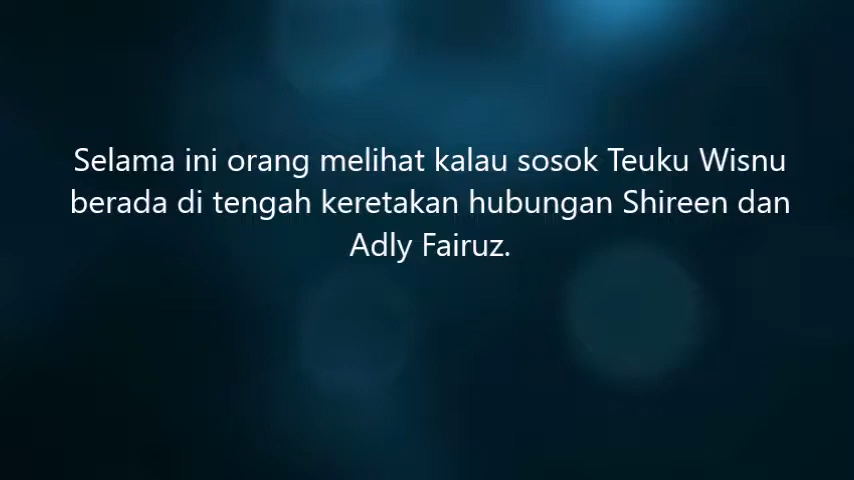 Selama ini orang melihat kalau sosok Teuku Wisnu
berada di tengah keretakan hubungan Shireen dan
Adly Fairuz.